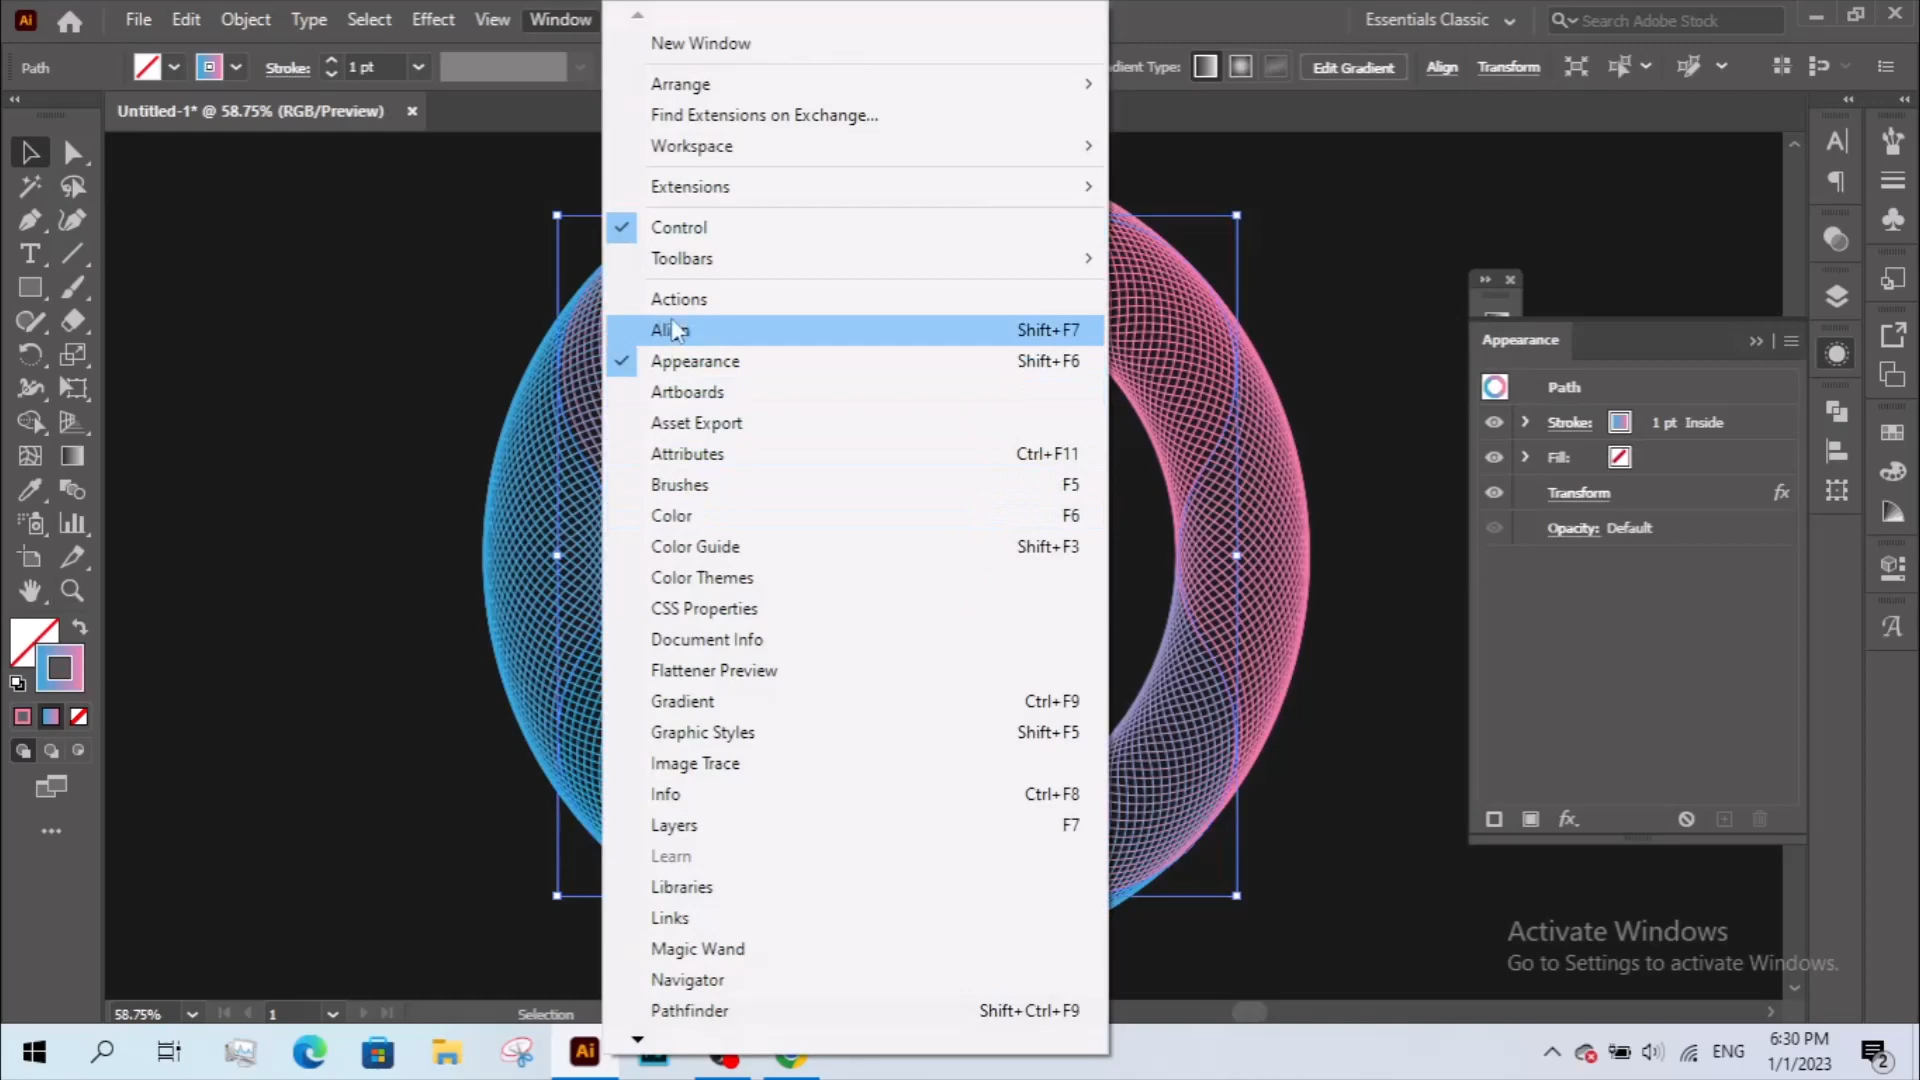 Ai File Edit Object Type Select Effect View Window Essentials Classic Search Adobe Stock
Path Stroke: 1 pt dient Type: Edit Gradient Align Transform
Untitled-1* @ 58.75% (RGB/Preview)
New Window
Arrange
Find Extensions on Exchange...
Workspace
Extensions
Control
Toolbars
Actions
Shift+F7
Appearance Shift+F6
Artboards
Asset Export
Attributes Ctrl+F11
Brushes F5
Color F6
Color Guide Shift+F3
Color Themes
CSS Properties
Document Info
Flattener Preview
Gradient Ctrl+F9
Graphic Styles Shift+F5
Image Trace
Info Ctrl+F8
Layers F7
Learn
Libraries
Links
Magic Wand
Navigator
Pathfinder Shift+Ctrl+F9
Appearance
Path
Stroke: 1 pt Inside
Fill:
Transform fx
Opacity: Default
fx.
Activate Windows
Go to Settings to activate Windows.
58.75% 1 Selection
Ai ENG 6:30 PM
1/1/2023 2